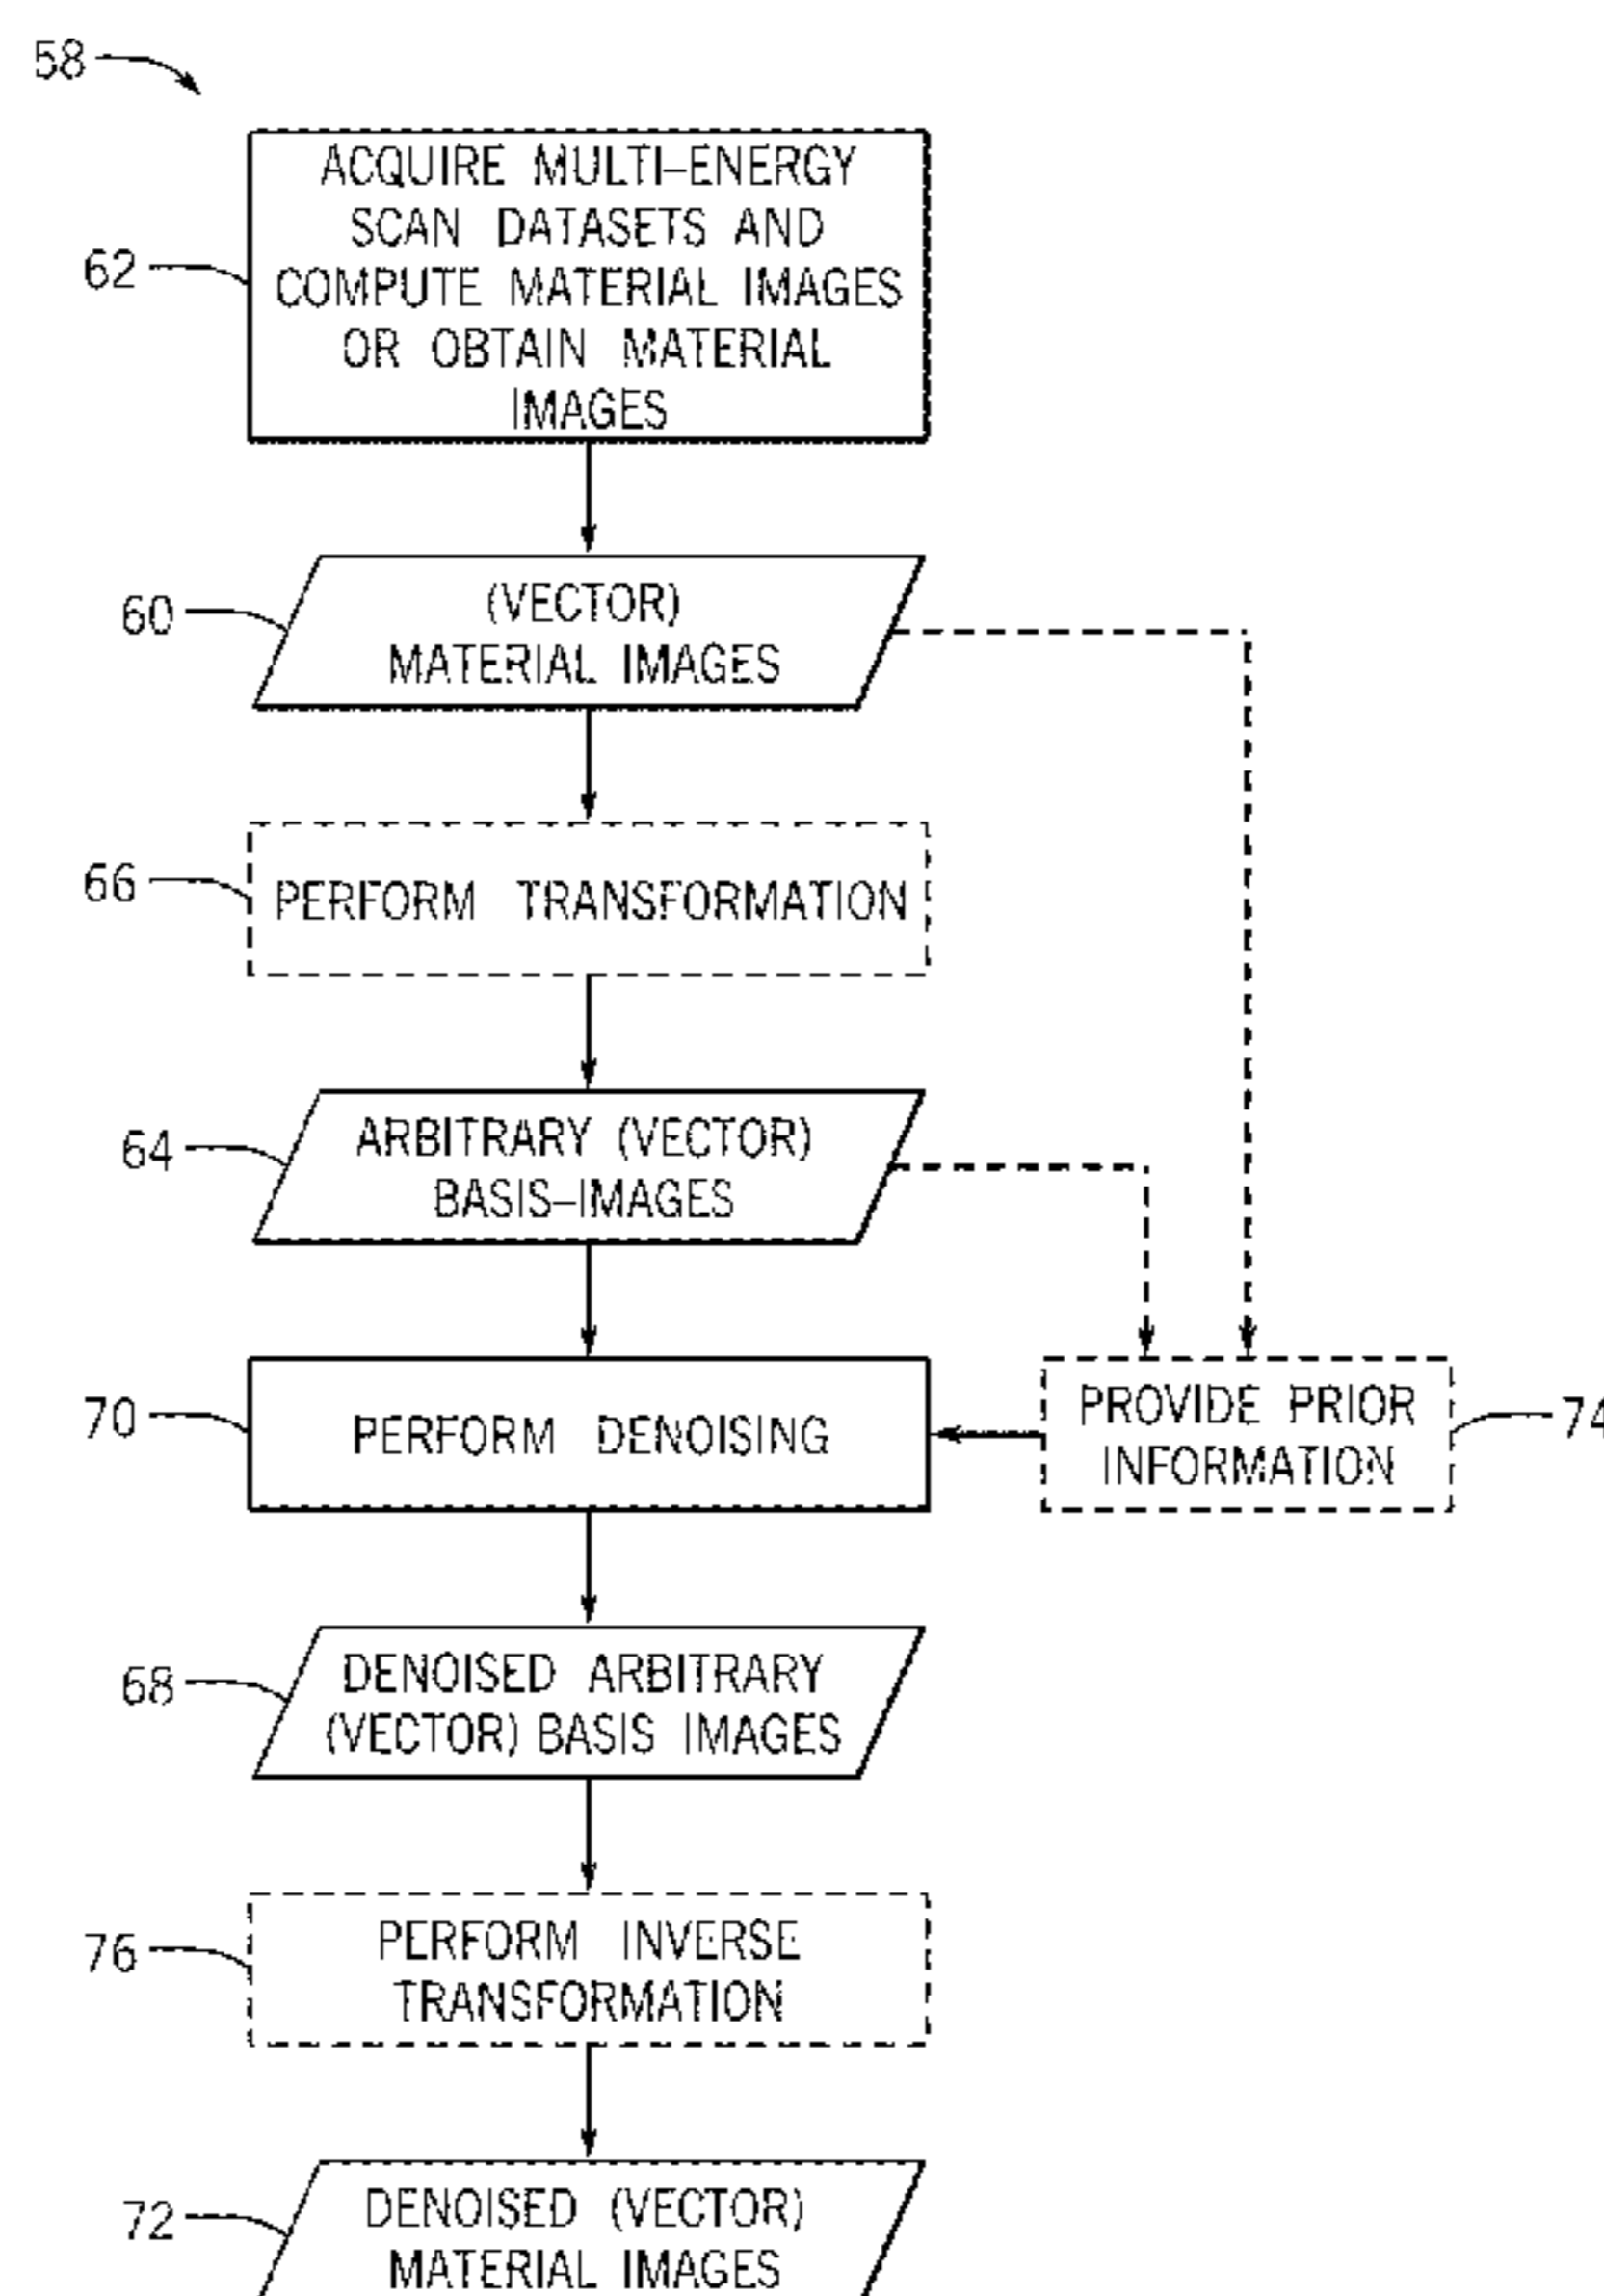 58
ACQUIRE MULTI-ENERGY
SCAN DATASETS AND
COMPUTE MATERIAL IMAGES
OR OBTAIN MATERIAL
IMAGES
62
(VECTOR)
MATERIAL IMAGES
60
PERFORM TRANSFORMATION
66
ARBITRARY (VECTOR)
BASIS-IMAGES
64
PERFORM DENOISING
70
PROVIDE PRIOR
INFORMATION
74
DENOISED ARBITRARY
(VECTOR) BASIS IMAGES
68
PERFORM INVERSE
TRANSFORMATION
76
DENOISED (VECTOR)
MATERIAL IMAGES
72